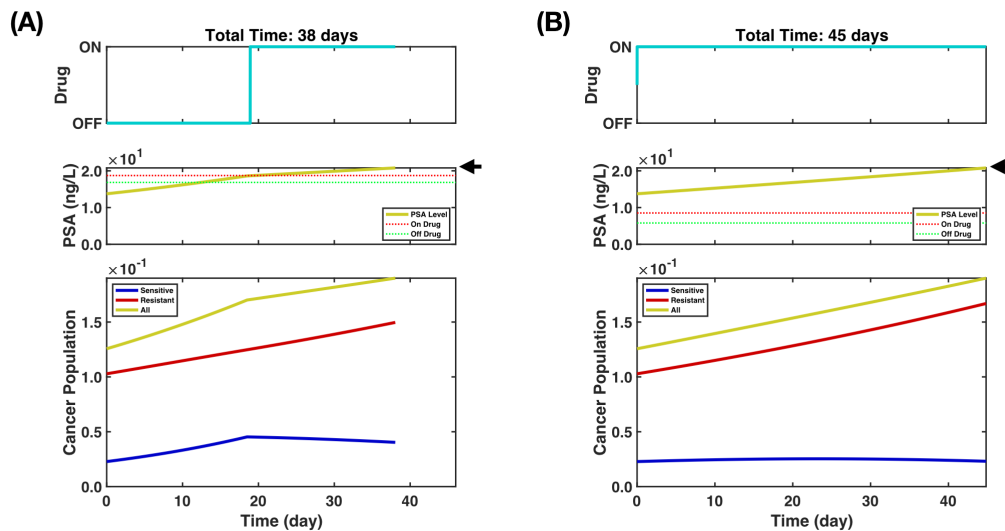 (A)
Total Time: 38 days
ON
OFF
Drug
×10^1
2.0
1.0
0.0
PSA (ng/L)
PSA Level
On Drug
Off Drug
×10^-1
1.5
1.0
0.5
0.0
Cancer Population
Sensitive
Resistant
All
0 10 20 30 40
Time (day)
(B)
Total Time: 45 days
ON
OFF
Drug
×10^1
2.0
1.0
0.0
PSA (ng/L)
PSA Level
On Drug
Off Drug
×10^-1
1.5
1.0
0.5
0.0
Cancer Population
Sensitive
Resistant
All
0 10 20 30 40
Time (day)